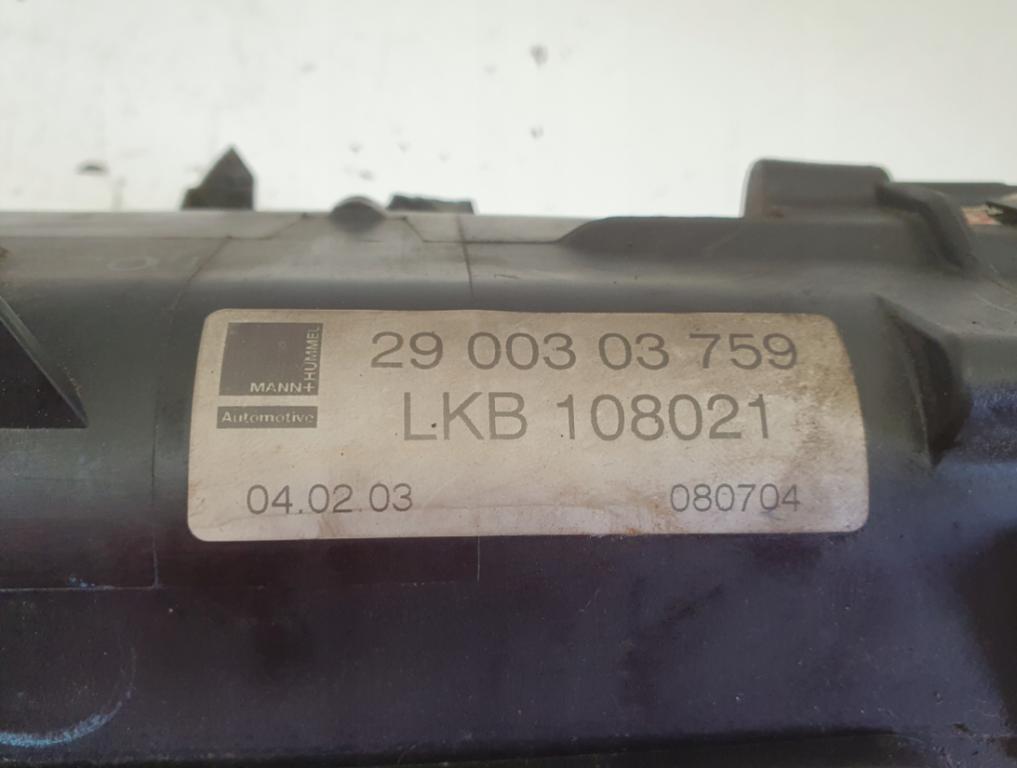 29 003 03 759
MANN+HUMMEL
Automotive
LKB 108021
04.02.03 080704